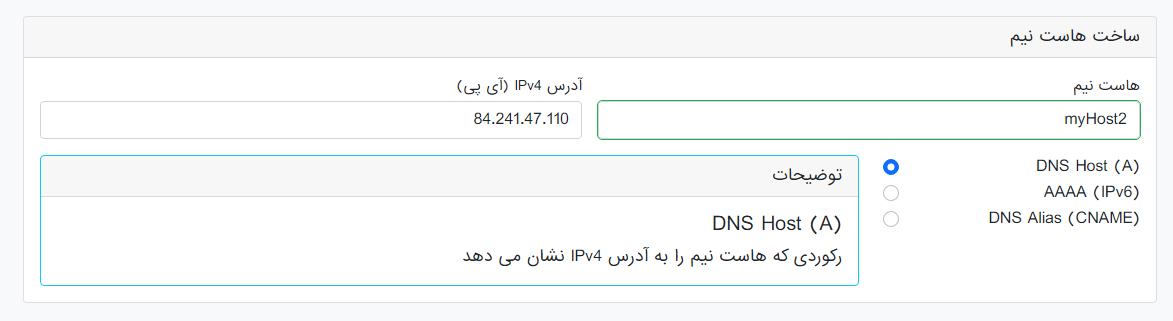 ساخت هاست نیم
هاست نیم
myHost2
آدرس IPv4 (آی پی)
84.241.47.110
DNS Host (A)
AAAA (IPv6)
DNS Alias (CNAME)
توضیحات
DNS Host (A)
رکوردی که هاست نیم را به آدرس IPv4 نشان می دهد